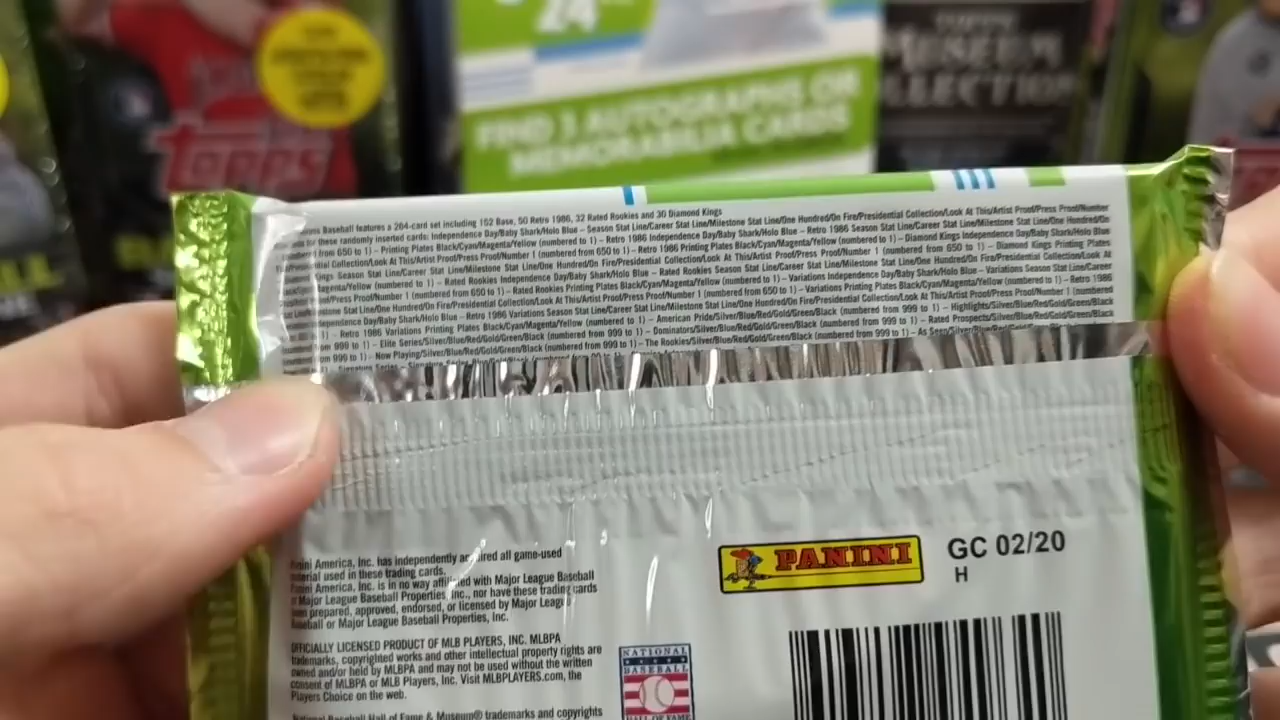 24
FIND 3 AUTOGRAPHS OR
MEMORABILIA CARDS
TOPPS
MUSEUM
COLLECTION
Topps
Baseball features a 264-card set including 152 Base, 50 Retro 1986, 32 Rated Rookies and 30 Diamond Kings
these randomly inserted cards: Independence Day/Baby Shark/Holo Blue – Season Stat Line/Career Stat Line/Milestone Stat Line/One Hundred/On Fire/Presidential Collection/Look At This/Artist Proof/Press Proof/Number
from 650 to 1) – Printing Plates Black/Cyan/Magenta/Yellow (numbered to 1) – Retro 1986 Independence Day/Baby Shark/Holo Blue – Retro 1986 Season Stat Line/Career Stat Line/Milestone Stat Line/One Hundred/On
Collection/Look At This/Artist Proof/Press Proof/Number 1 (numbered from 650 to 1) – Retro 1986 Printing Plates Black/Cyan/Magenta/Yellow (numbered to 1) – Diamond Kings Independence Day/Baby
Kings Season Stat Line/Career Stat Line/Milestone Stat Line/One Hundred/On Fire/Presidential Collection/Look At This/Artist Proof/Press Proof/Number 1 (numbered from 650 to 1) – Diamond Kings Printing Plates
(numbered to 1) – Rated Rookies Independence Day/Baby Shark/Holo Blue – Rated Rookies Season Stat Line/Career Stat Line/Milestone Stat Line/One Hundred/On Fire/Presidential Collection/Look At
Proof/Press Proof/Number 1 (numbered from 650 to 1) – Rated Rookies Printing Plates Black/Cyan/Magenta/Yellow (numbered to 1) – Variations Independence Day/Baby Shark/Holo Blue – Variations Season Stat Line/Career
Line/Milestone Stat Line/One Hundred/On Fire/Presidential Collection/Look At This/Artist Proof/Press Proof/Number 1 (numbered from 650 to 1) – Variations Printing Plates Black/Cyan/Magenta/Yellow (numbered to 1) – Retro 1986
Independence Day/Baby Shark/Holo Blue – Retro 1986 Variations Season Stat Line/Career Stat Line/Milestone Stat Line/One Hundred/On Fire/Presidential Collection/Look At This/Artist Proof/Press Proof/Number 1 (numbered
1) – Retro 1986 Variations Printing Plates Black/Cyan/Magenta/Yellow (numbered to 1) – American Pride/Silver/Blue/Red/Gold/Green/Black (numbered from 999 to 1) – Highlights/Silver/Blue/Red/Gold/Green/Black
from 999 to 1) – Elite Series/Silver/Blue/Red/Gold/Green/Black (numbered from 999 to 1) – Dominators/Silver/Blue/Red/Gold/Green/Black (numbered from 999 to 1) – Rated Prospects/Silver/Blue/Red/Gold/Green/Black
from 999 to 1) – Now Playing/Silver/Blue/Red/Gold/Green/Black (numbered from 999 to 1) – The Rookies/Silver/Blue/Red/Gold/Green/Black (numbered from 999 to 1) – As Seen/Silver/Blue/Red/Gold/Green/Black
Signature Series – Signature Series
Panini America, Inc. has independently acquired all game-used
material used in these trading cards.
Panini America, Inc. is in no way affiliated with Major League Baseball
or Major League Baseball Properties, Inc., nor have these trading cards
been prepared, approved, endorsed, or licensed by Major League
Baseball or Major League Baseball Properties, Inc.
OFFICIALLY LICENSED PRODUCT OF MLB PLAYERS, INC. MLBPA
trademarks, copyrighted works and other intellectual property rights are
owned and/or held by MLBPA and may not be used without the written
consent of MLBPA or MLB Players, Inc. Visit MLBPLAYERS.com, the
Players Choice on the web.
National Baseball Hall of Fame & Museum® trademarks and copyrights
PANINI
GC 02/20
H
NATIONAL
BASEBALL
HALL OF FAME